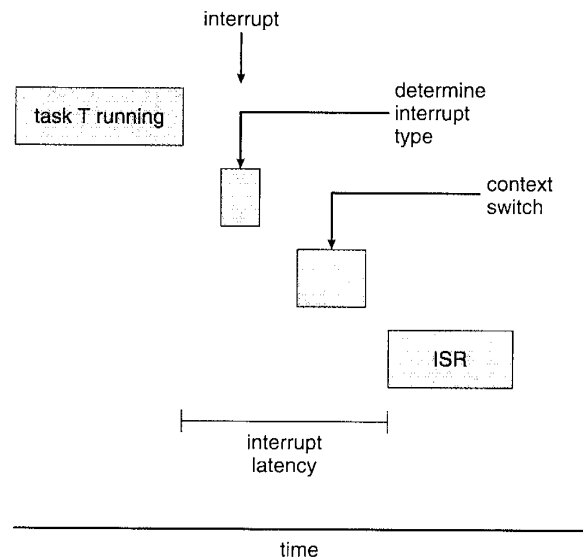 interrupt
task T running
determine
interrupt
type
context
switch
ISR
interrupt
latency
time